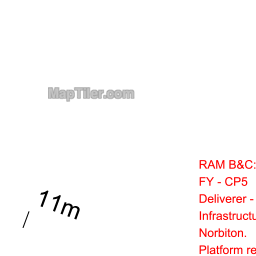 MapTiler.com
11m
RAM B&C:
FY - CP5
Deliverer -
Infrastructu
Norbiton.
Platform re